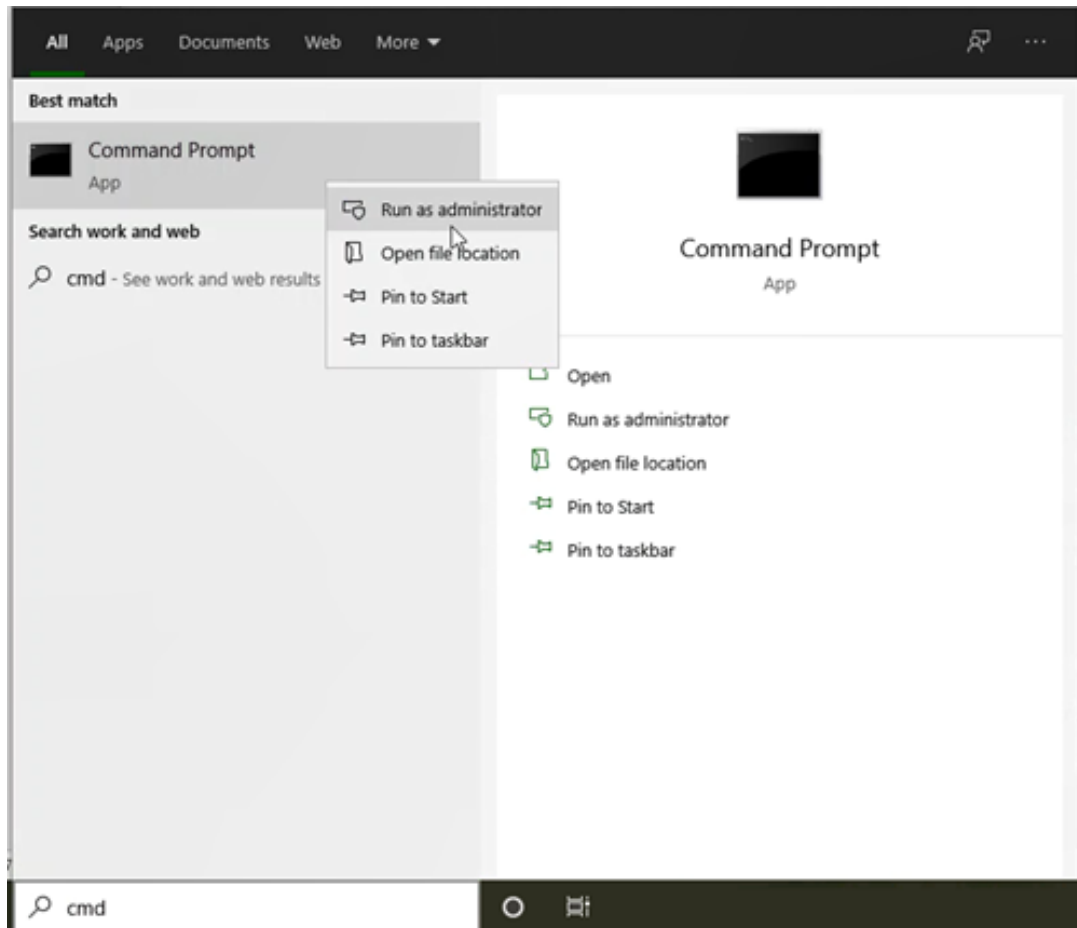 All Apps Documents Web More
Best match
Command Prompt
App
Search work and web
cmd - See work and web results
Run as administrator
Open file location
Pin to Start
Pin to taskbar
Command Prompt
App
Open
Run as administrator
Open file location
Pin to Start
Pin to taskbar
cmd